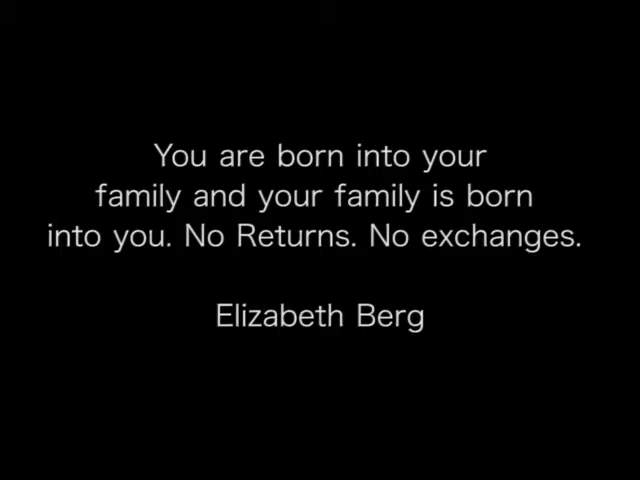 You are born into your
family and your family is born
into you. No Returns. No exchanges.
Elizabeth Berg